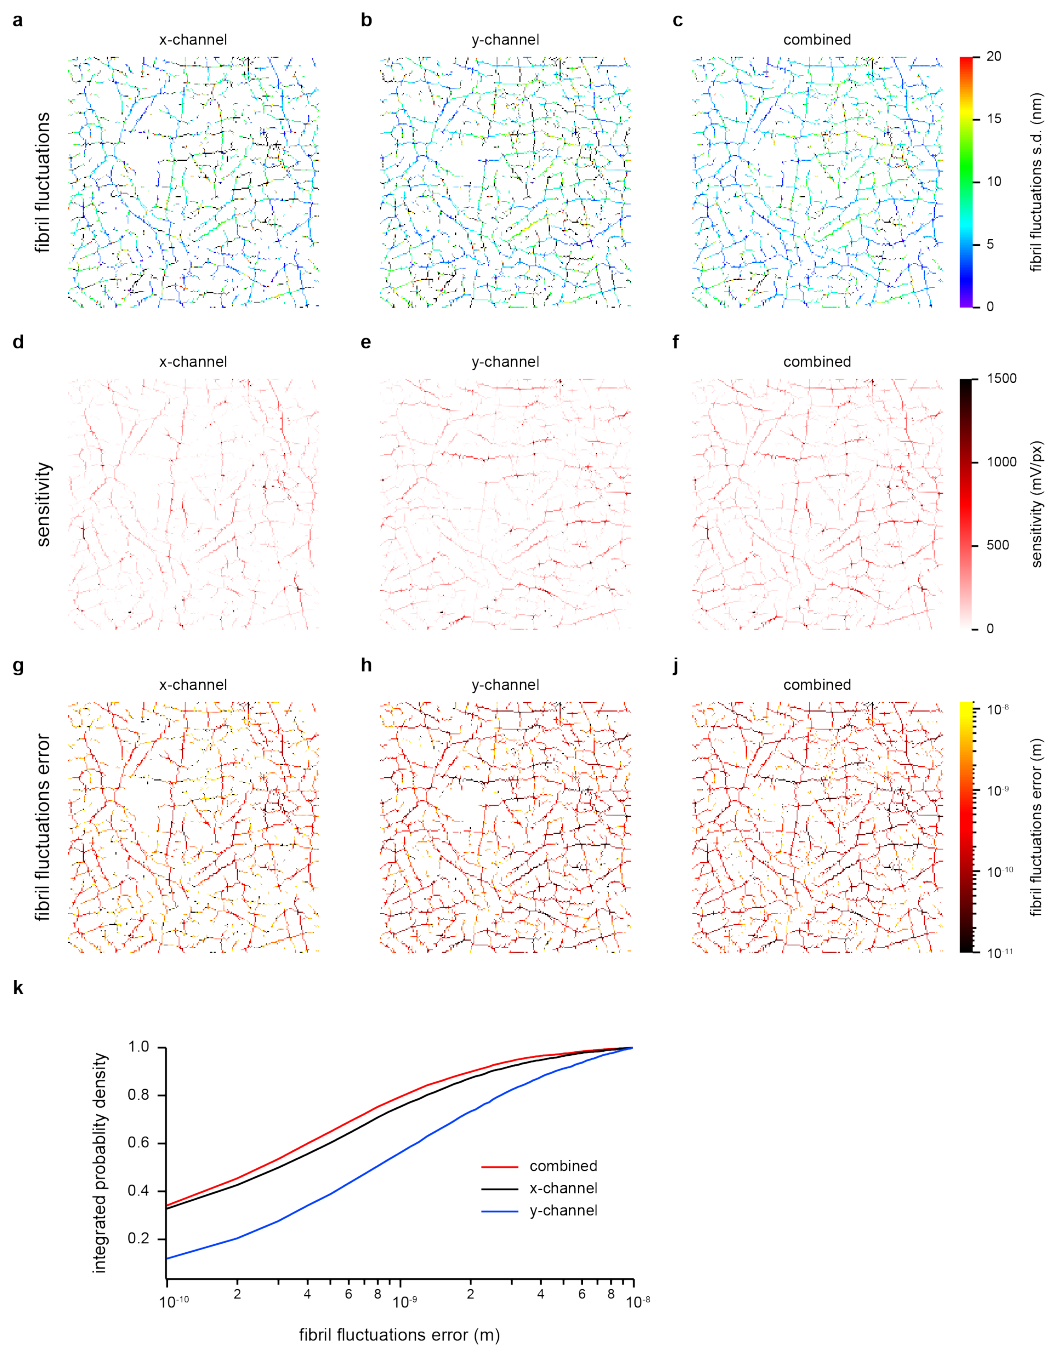 a
b
c
x-channel
y-channel
combined
fibril fluctuations
20
15
10
5
0
fibril fluctuations s.d. (nm)
d
e
f
x-channel
y-channel
combined
sensitivity
1500
1000
500
0
sensitivity (mV/px)
g
h
j
x-channel
y-channel
combined
fibril fluctuations error
10-8
10-9
10-10
10-11
fibril fluctuations error (m)
k
integrated probablity density
1.0
0.8
0.6
0.4
0.2
combined
x-channel
y-channel
10-10
2
4
6
8
10-9
2
4
6
8
10-8
fibril fluctuations error (m)